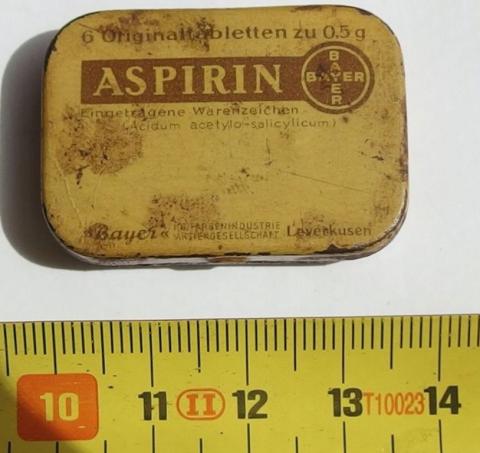 6 Originaltabletten zu 0,5 g
ASPIRIN
BAYER
BAYER
Eingetragene Warenzeichen
(Acidum acetylo-salicylicum)
»Bayer« I.G. FARBENINDUSTRIE AKTIENGESELLSCHAFT Leverkusen
10 11 II 12 13 T10023 14